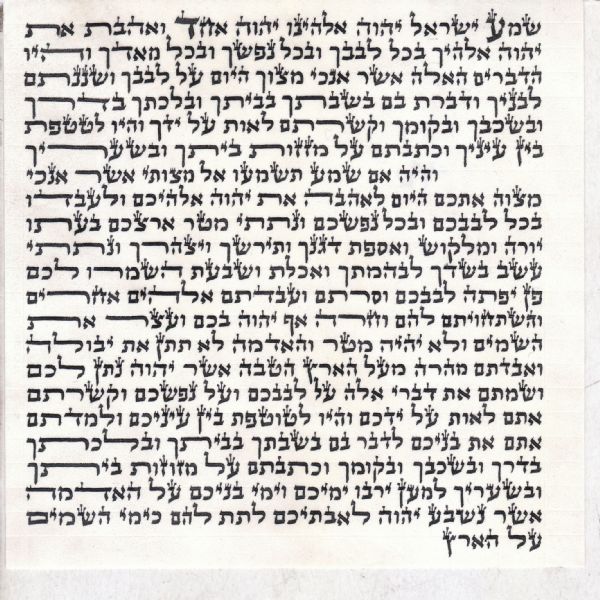 שמע ישראל יהוה אלהינו יהוה אחד ואהבת את
יהוה אלהיך בכל לבבך ובכל נפשך ובכל מאדך והיו
הדברים האלה אשר אנכי מצוך היום על לבבך ושננתם
לבניך ודברת בם בשבתך בביתך ובלכתך בדרך
ובשכבך ובקומך וקשרתם לאות על ידך והיו לטטפת
בין עיניך וכתבתם על מזזות ביתך ובשעריך
והיה אם שמע תשמעו אל מצותי אשר אנכי
מצוה אתכם היום לאהבה את יהוה אלהיכם ולעבדו
בכל לבבכם ובכל נפשכם ונתתי מטר ארצכם בעתו
יורה ומלקוש ואספת דגנך ותירשך ויצהרך ונתתי
עשב בשדך לבהמתך ואכלת ושבעת השמרו לכם
פן יפתה לבבכם וסרתם ועבדתם אלהים אחרים
והשתחויתם להם וחרה אף יהוה בכם ועצר את
השמים ולא יהיה מטר והאדמה לא תתן את יבולה
ואבדתם מהרה מעל הארץ הטבה אשר יהוה נתן לכם
ושמתם את דברי אלה על לבבכם ועל נפשכם וקשרתם
אתם לאות על ידכם והיו לטוטפת בין עיניכם ולמדתם
אתם את בניכם לדבר בם בשבתך בביתך ובלכתך
בדרך ובשכבך ובקומך וכתבתם על מזוזות ביתך
ובשעריך למען ירבו ימיכם וימי בניכם על האדמה
אשר נשבע יהוה לאבתיכם לתת להם כימי השמים
על הארץ